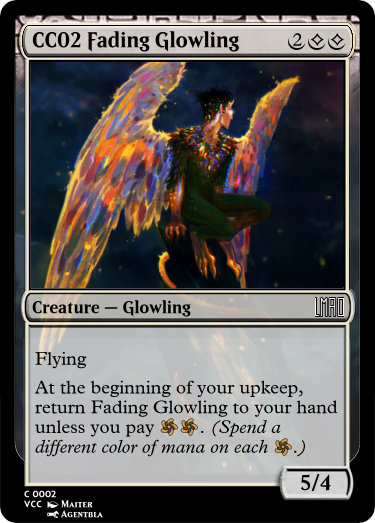 CC02 Fading Glowling 2
Creature — Glowling LMAO
Flying
At the beginning of your upkeep,
return Fading Glowling to your hand
unless you pay . (Spend a
different color of mana on each .)
5/4
C 0002
VCC Maiter
Agentbla